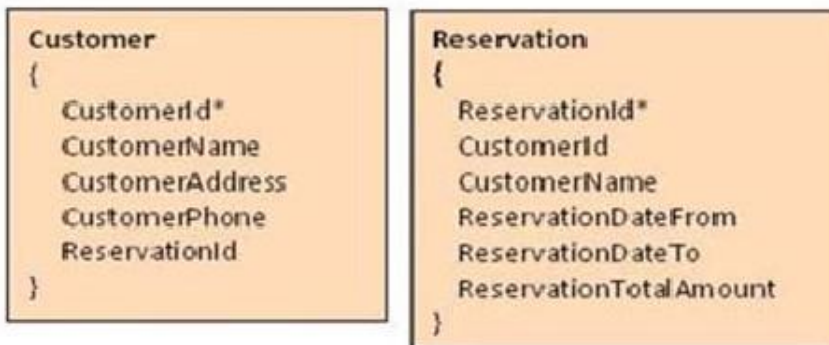 Customer
{
CustomerId*
CustomerName
CustomerAddress
CustomerPhone
ReservationId
}
Reservation
{
ReservationId*
CustomerId
CustomerName
ReservationDateFrom
ReservationDateTo
ReservationTotalAmount
}